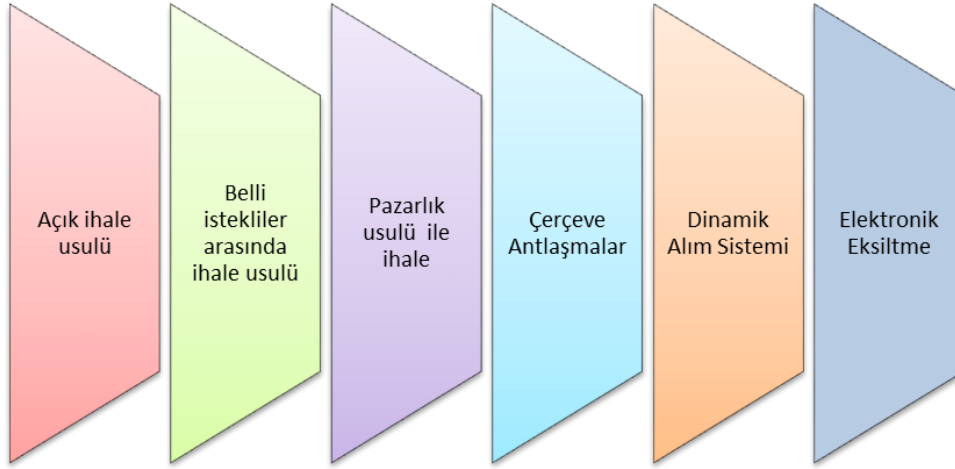 Açık ihale
usulü
Belli
istekliler
arasında
ihale usulü
Pazarlık
usulü  ile
ihale
Çerçeve
Antlaşmalar
Dinamik
Alım Sistemi
Elektronik
Eksiltme